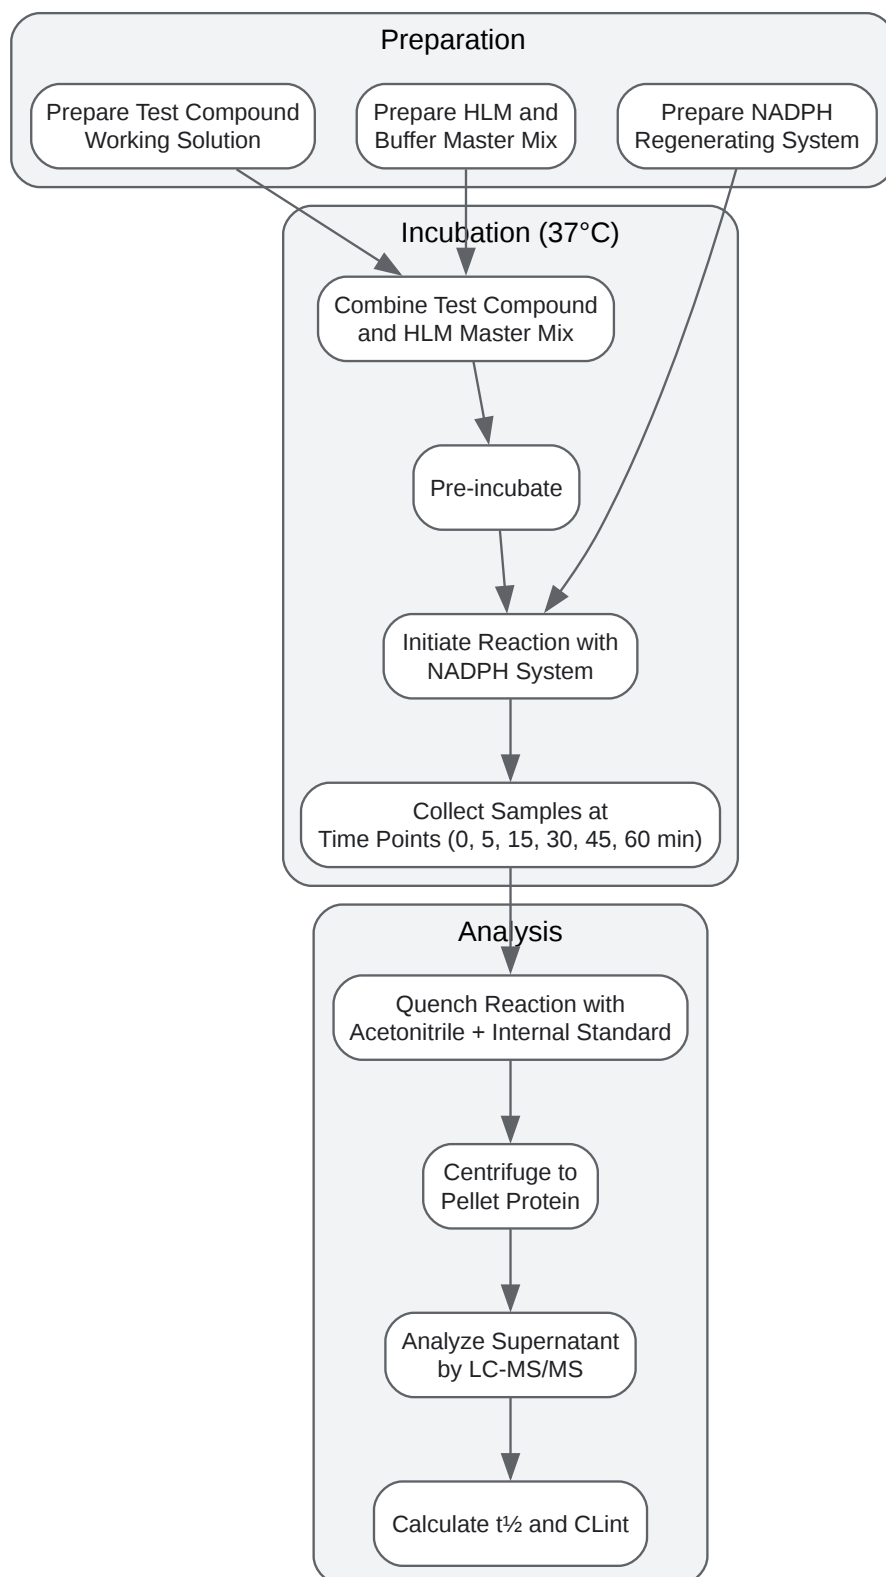 Preparation
Prepare Test Compound
Working Solution
Prepare HLM and
Buffer Master Mix
Prepare NADPH
Regenerating System
Incubation (37°C)
Combine Test Compound
and HLM Master Mix
Pre-incubate
Initiate Reaction with
NADPH System
Collect Samples at
Time Points (0, 5, 15, 30, 45, 60 min)
Analysis
Quench Reaction with
Acetonitrile + Internal Standard
Centrifuge to
Pellet Protein
Analyze Supernatant
by LC-MS/MS
Calculate t½ and CLint